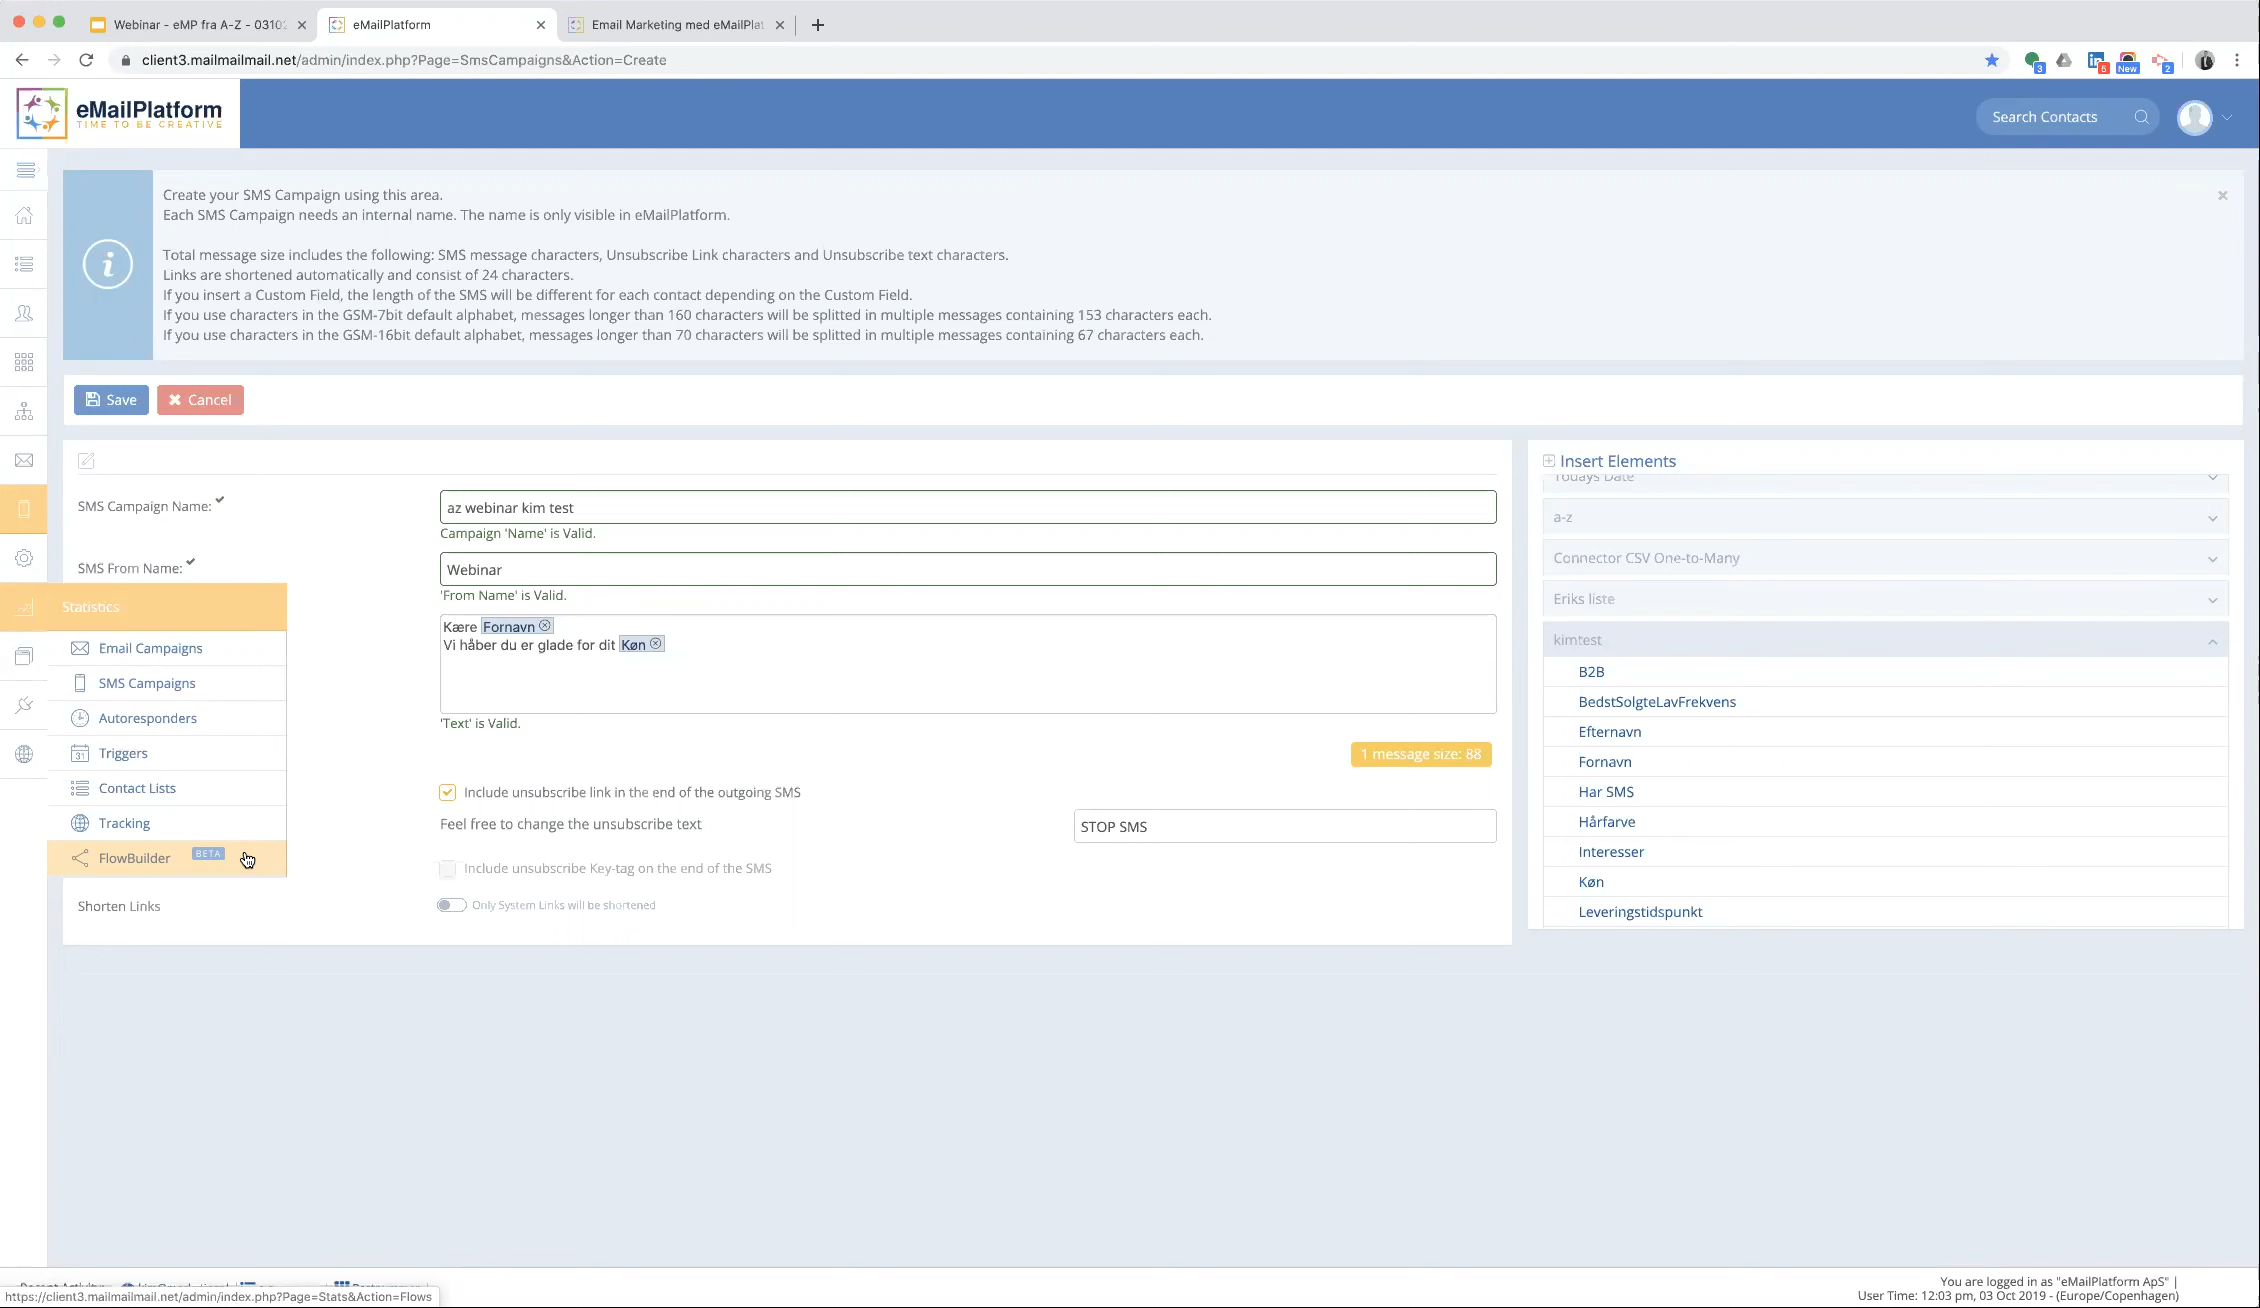 Webinar - eMP fra A-Z - 0310
eMailPlatform
Email Marketing med eMailPlat
client3.mailmailmail.net/admin/index.php?Page=SmsCampaigns&Action=Create
3
5
New
2
eMailPlatform
TIME TO BE CREATIVE
Search Contacts
Create your SMS Campaign using this area.
Each SMS Campaign needs an internal name. The name is only visible in eMailPlatform.
Total message size includes the following: SMS message characters, Unsubscribe Link characters and Unsubscribe text characters.
Links are shortened automatically and consist of 24 characters.
If you insert a Custom Field, the length of the SMS will be different for each contact depending on the Custom Field.
If you use characters in the GSM-7bit default alphabet, messages longer than 160 characters will be splitted in multiple messages containing 153 characters each.
If you use characters in the GSM-16bit default alphabet, messages longer than 70 characters will be splitted in multiple messages containing 67 characters each.
Save
Cancel
SMS Campaign Name:
az webinar kim test
Campaign 'Name' is Valid.
SMS From Name:
Webinar
'From Name' is Valid.
Kære Fornavn
Vi håber du er glade for dit Køn
'Text' is Valid.
1 message size: 88
Include unsubscribe link in the end of the outgoing SMS
Feel free to change the unsubscribe text
STOP SMS
Include unsubscribe Key-tag on the end of the SMS
Shorten Links
Only System Links will be shortened
Statistics
Email Campaigns
SMS Campaigns
Autoresponders
31
Triggers
Contact Lists
Tracking
FlowBuilder
BETA
Insert Elements
Todays Date
a-z
Connector CSV One-to-Many
Eriks liste
kimtest
B2B
BedstSolgteLavFrekvens
Efternavn
Fornavn
Har SMS
Hårfarve
Interesser
Køn
Leveringstidspunkt
https://client3.mailmailmail.net/admin/index.php?Page=Stats&Action=Flows
You are logged in as "eMailPlatform ApS" |
User Time: 12:03 pm, 03 Oct 2019 - (Europe/Copenhagen)